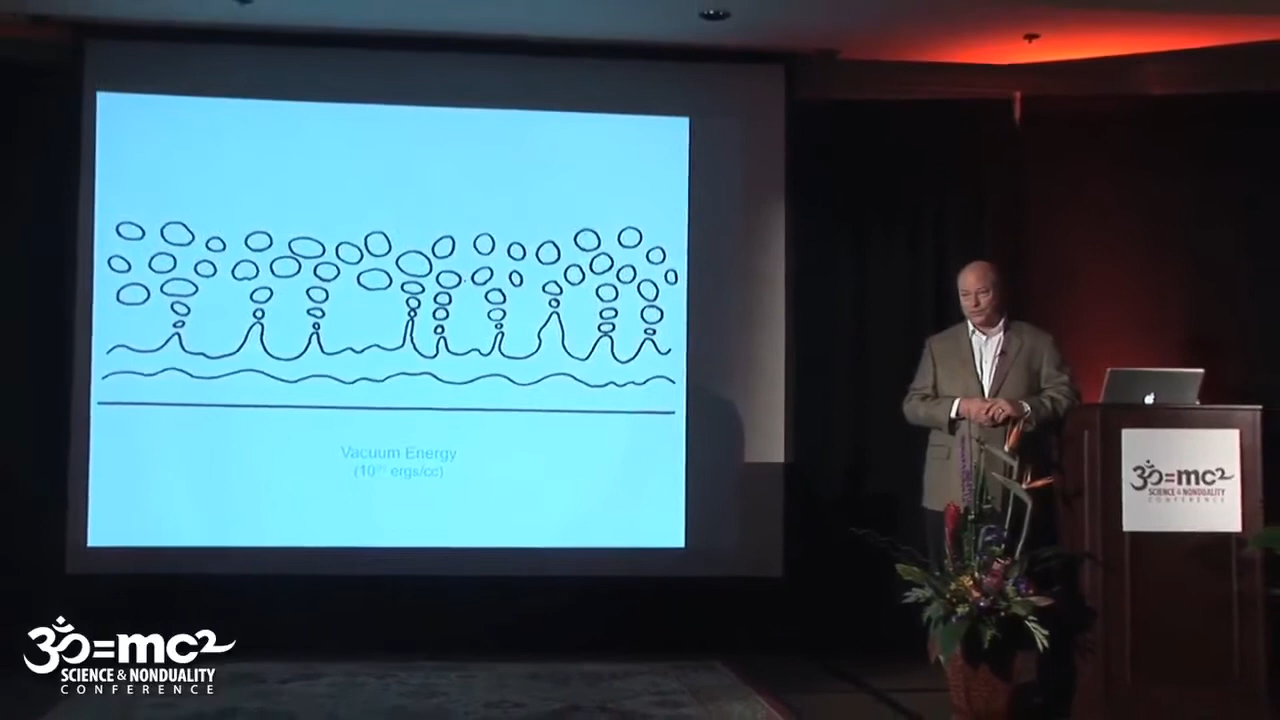 Vacuum Energy
ergs/cc)
ॐ=mc2
SCIENCE & NONDUALITY
CONFERENCE
ॐ=mc2
SCIENCE & NONDUALITY
CONFERENCE